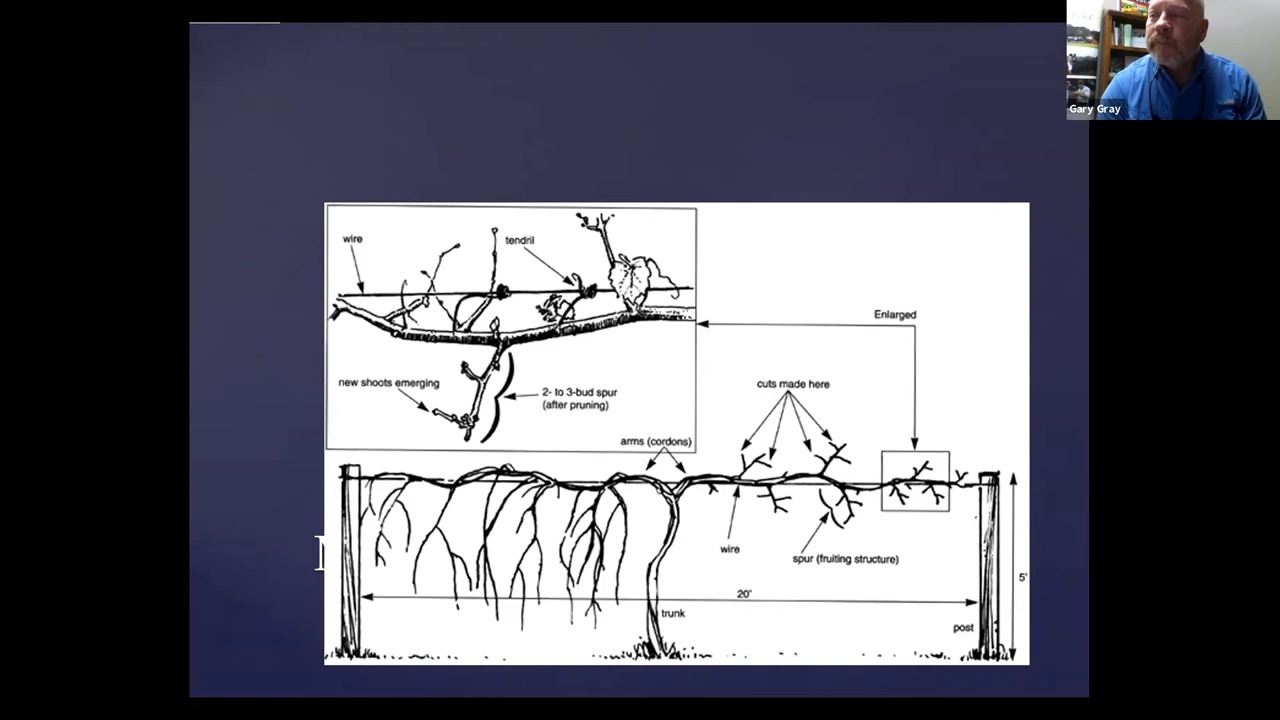 Gary Gray
wire
tendril
new shoots emerging
2- to 3-bud spur
(after pruning)
Enlarged
cuts made here
arms (cordons)
wire
spur (fruiting structure)
20'
5'
trunk
post